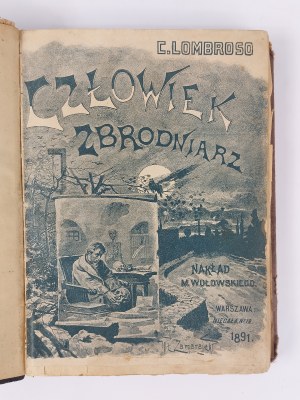 C. LOMBROSO
CZŁOWIEK
ZBRODNIARZ
NAKŁAD
M. WOŁOWSKIEGO.
WARSZAWA
1891.